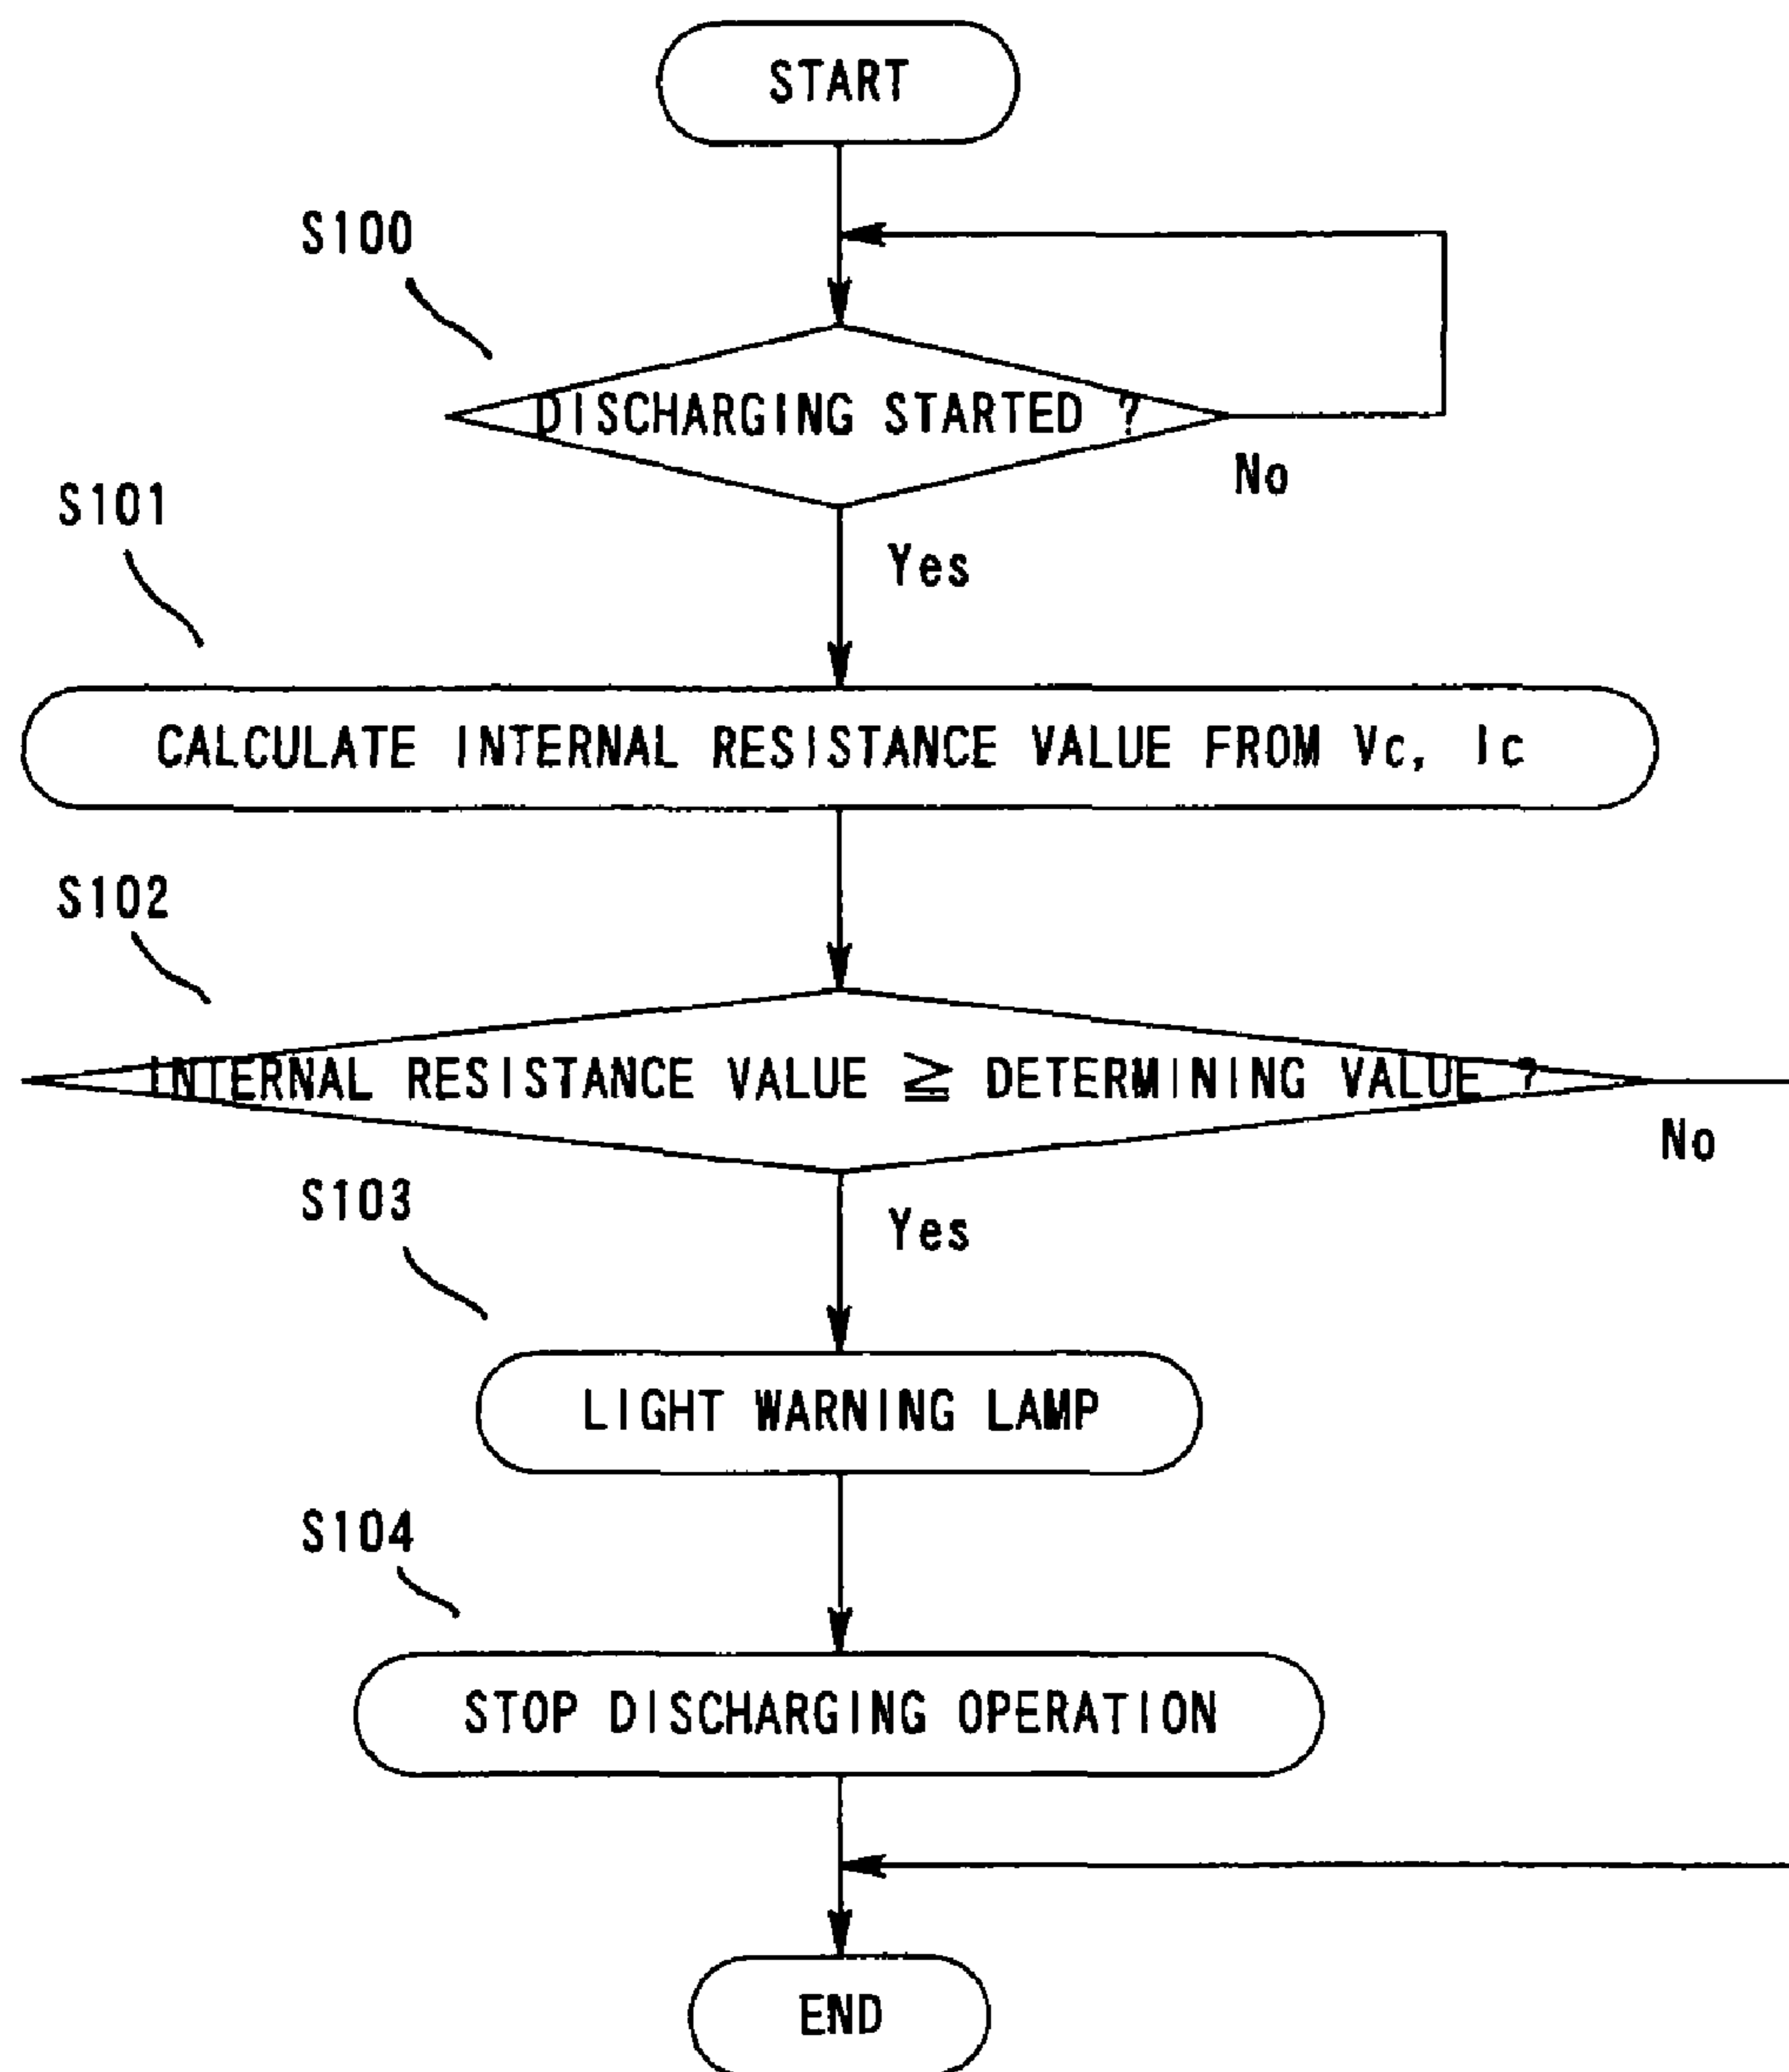 START
S100
DISCHARGING STARTED ?
No
S101
Yes
CALCULATE INTERNAL RESISTANCE VALUE FROM Vc, Ic
S102
INTERNAL RESISTANCE VALUE ≧ DETERMINING VALUE ?
No
S103
Yes
LIGHT WARNING LAMP
S104
STOP DISCHARGING OPERATION
END